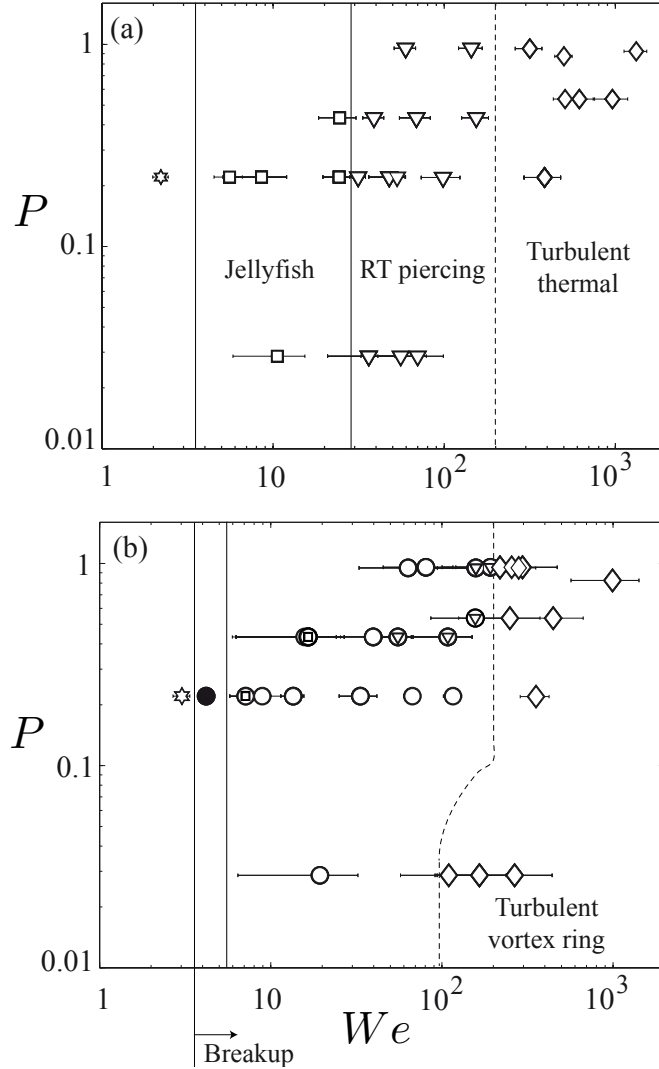 (a)
1
P
0.1
Jellyfish
RT piercing
Turbulent
thermal
0.01
1
10
10²
10³
(b)
1
P
0.1
Turbulent
vortex ring
0.01
1
10
10²
10³
We
Breakup